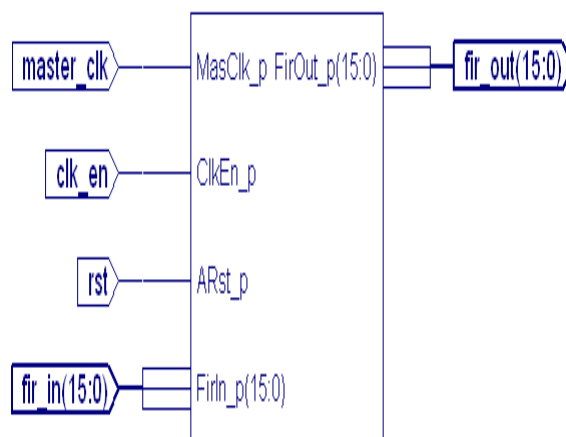 master_clk MasClk_p FirOut_p(15:0) fir_out(15:0)
clk_en ClkEn_p
rst ARst_p
fir_in(15:0) FirIn_p(15:0)